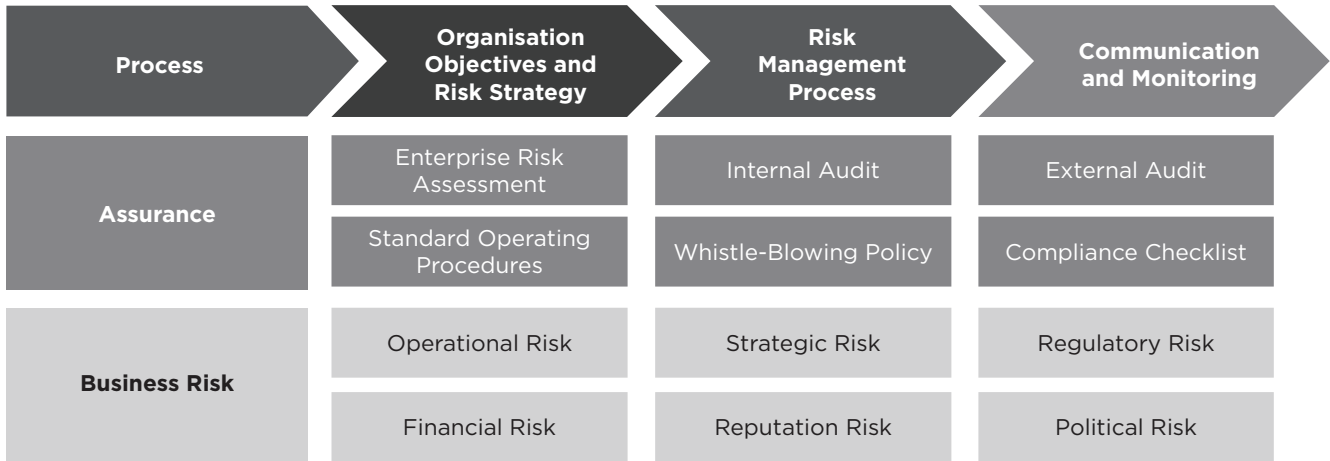 Process
Organisation
Objectives and
Risk Strategy
Risk
Management
Process
Communication
and Monitoring
Assurance
Enterprise Risk
Assessment
Internal Audit
External Audit
Standard Operating
Procedures
Whistle-Blowing Policy
Compliance Checklist
Business Risk
Operational Risk
Strategic Risk
Regulatory Risk
Financial Risk
Reputation Risk
Political Risk